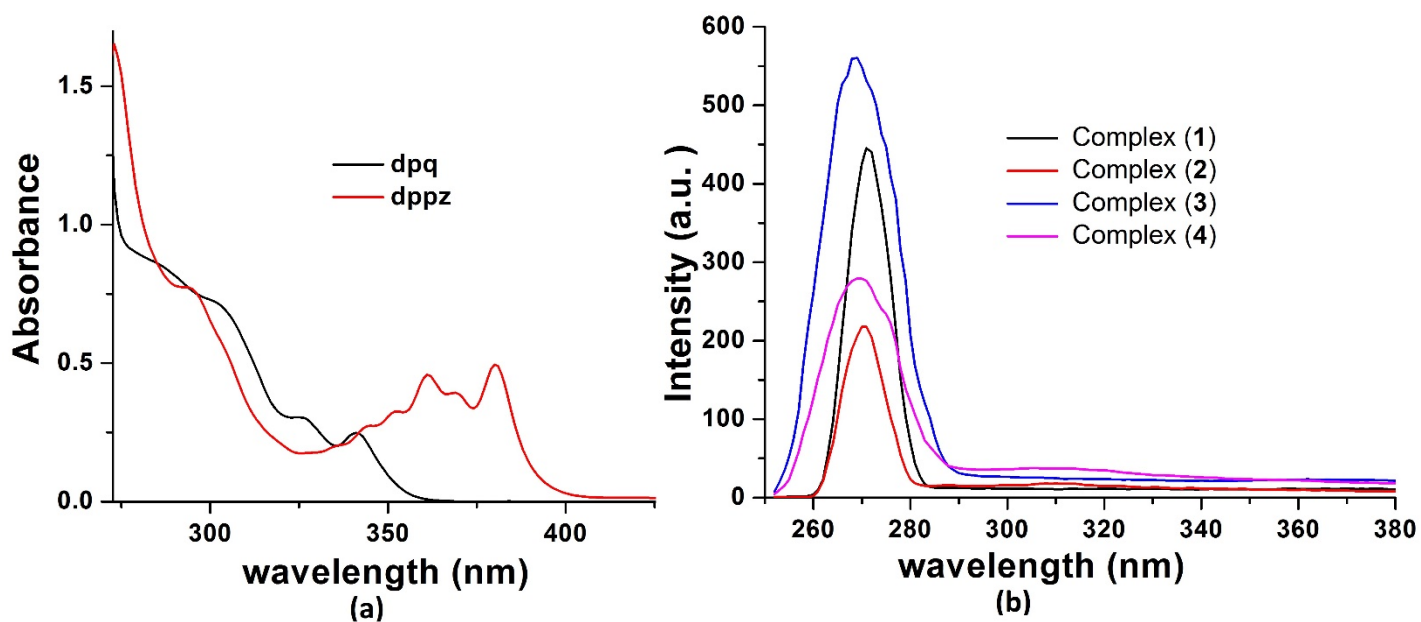 Absorbance
1.5
1.0
0.5
0.0
300
350
400
wavelength (nm)
(a)
dpq
dppz
Intensity (a.u.)
600
500
400
300
200
100
0
260
280
300
320
340
360
380
wavelength (nm)
(b)
Complex (1)
Complex (2)
Complex (3)
Complex (4)